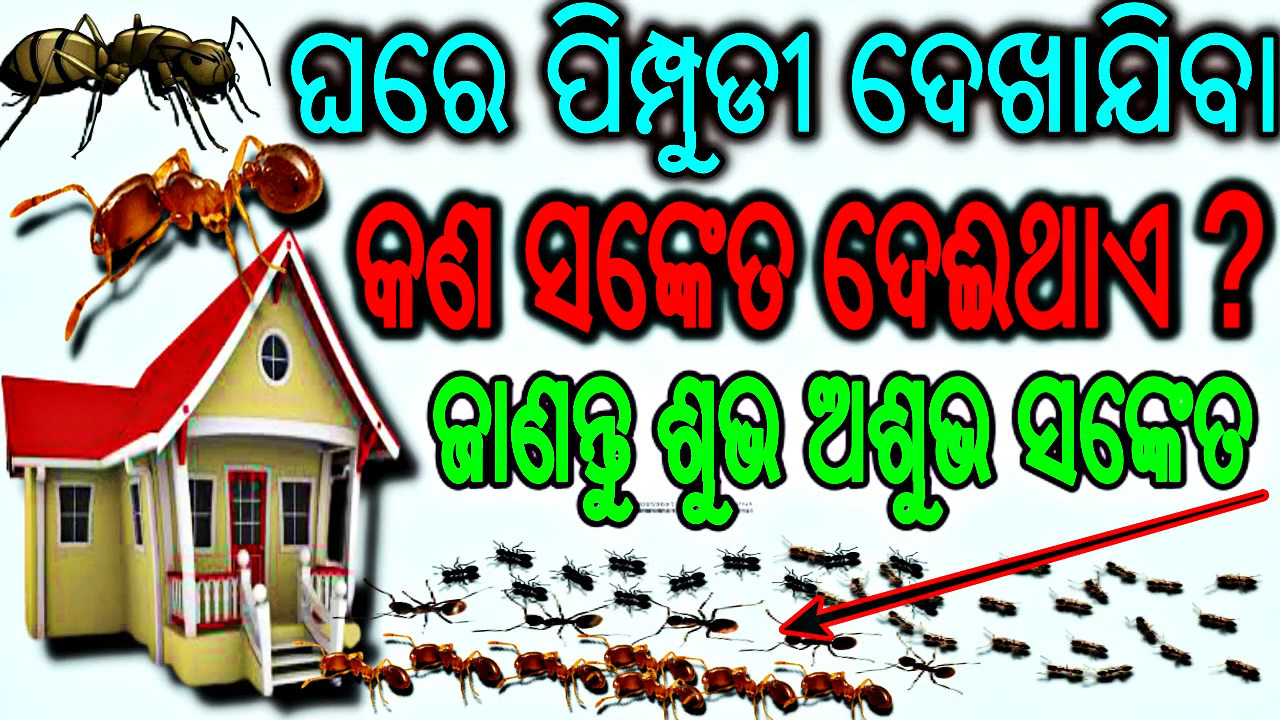 ଘରେ ପିମ୍ପୁଡୀ ଦେଖାଯିବା
କଣ ସଙ୍କେତ ଦେଇଥାଏ ?
ଜାଣନ୍ତୁ ଶୁଭ ଅଶୁଭ ସଙ୍କେତ